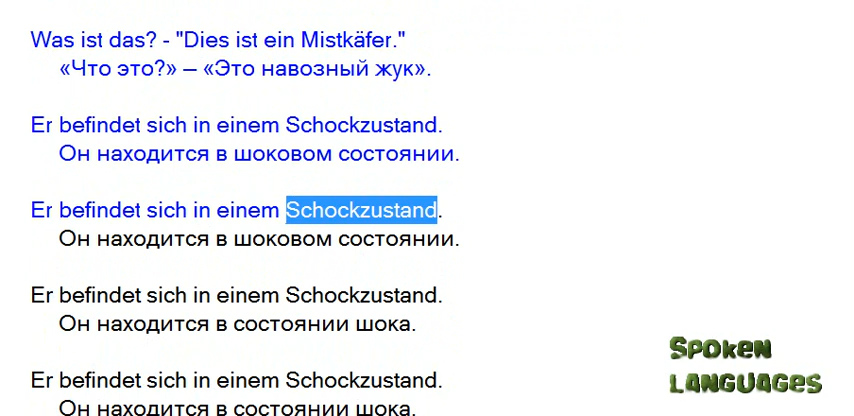 Was ist das? - "Dies ist ein Mistkäfer."
«Что это?» – «Это навозный жук».
Er befindet sich in einem Schockzustand.
Он находится в шоковом состоянии.
Er befindet sich in einem Schockzustand.
Он находится в шоковом состоянии.
Er befindet sich in einem Schockzustand.
Он находится в состоянии шока.
Er befindet sich in einem Schockzustand.
Он находится в состоянии шока.
Spoken
Languages